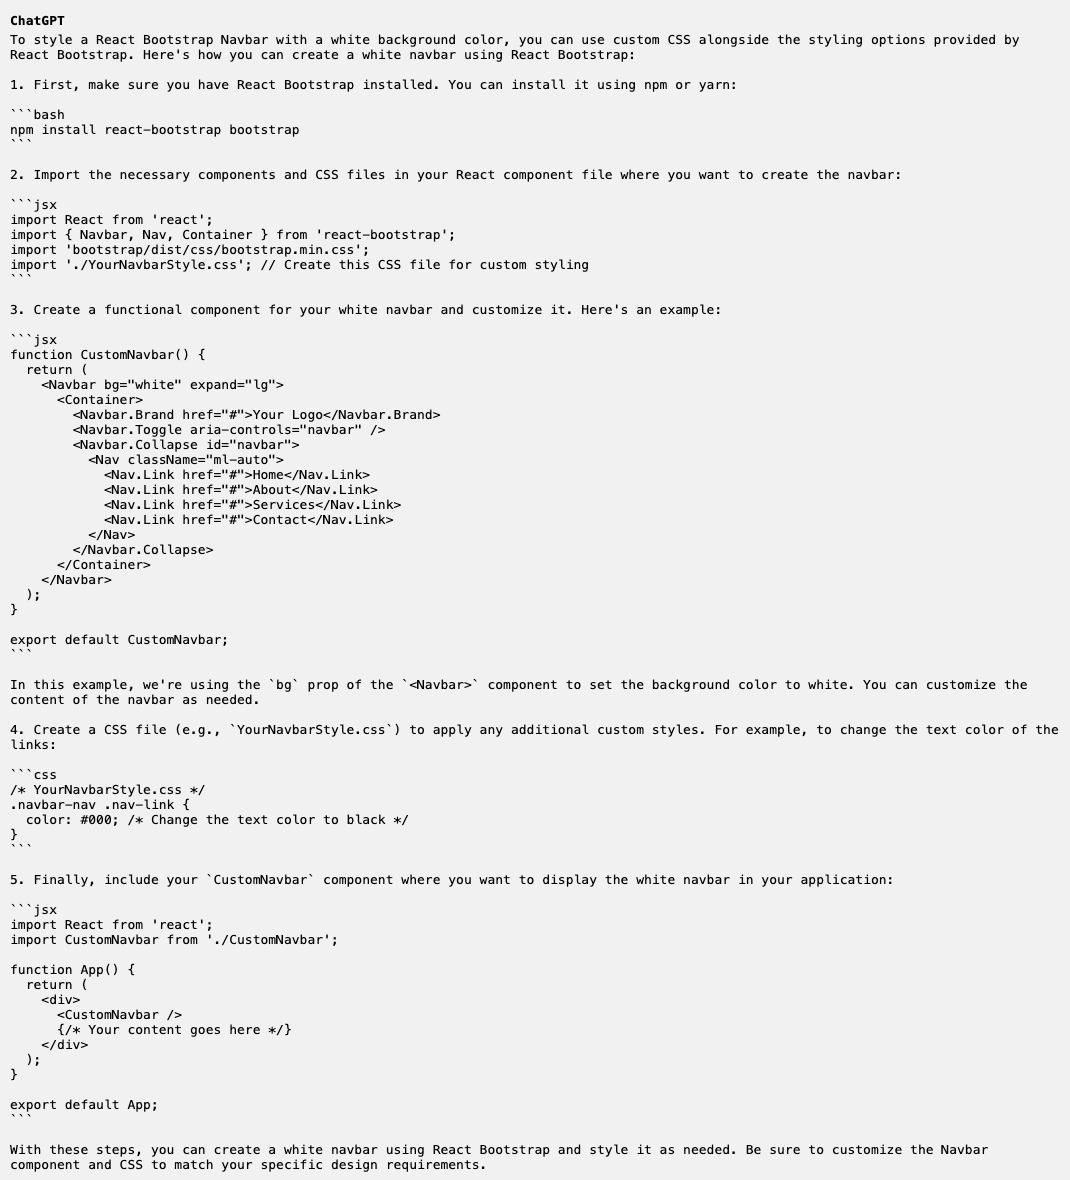 ChatGPT
To style a React Bootstrap Navbar with a white background color, you can use custom CSS alongside the styling options provided by
React Bootstrap. Here's how you can create a white navbar using React Bootstrap:

1. First, make sure you have React Bootstrap installed. You can install it using npm or yarn:

```bash
npm install react-bootstrap bootstrap
```

2. Import the necessary components and CSS files in your React component file where you want to create the navbar:

```jsx
import React from 'react';
import { Navbar, Nav, Container } from 'react-bootstrap';
import 'bootstrap/dist/css/bootstrap.min.css';
import './YourNavbarStyle.css'; // Create this CSS file for custom styling
```

3. Create a functional component for your white navbar and customize it. Here's an example:

```jsx
function CustomNavbar() {
  return (
    <Navbar bg="white" expand="lg">
      <Container>
        <Navbar.Brand href="#">Your Logo</Navbar.Brand>
        <Navbar.Toggle aria-controls="navbar" />
        <Navbar.Collapse id="navbar">
          <Nav className="ml-auto">
            <Nav.Link href="#">Home</Nav.Link>
            <Nav.Link href="#">About</Nav.Link>
            <Nav.Link href="#">Services</Nav.Link>
            <Nav.Link href="#">Contact</Nav.Link>
          </Nav>
        </Navbar.Collapse>
      </Container>
    </Navbar>
  );
}

export default CustomNavbar;
```

In this example, we're using the `bg` prop of the `<Navbar>` component to set the background color to white. You can customize the
content of the navbar as needed.

4. Create a CSS file (e.g., `YourNavbarStyle.css`) to apply any additional custom styles. For example, to change the text color of the
links:

```css
/* YourNavbarStyle.css */
.navbar-nav .nav-link {
  color: #000; /* Change the text color to black */
}
```

5. Finally, include your `CustomNavbar` component where you want to display the white navbar in your application:

```jsx
import React from 'react';
import CustomNavbar from './CustomNavbar';

function App() {
  return (
    <div>
      <CustomNavbar />
      {/* Your content goes here */}
    </div>
  );
}

export default App;
```

With these steps, you can create a white navbar using React Bootstrap and style it as needed. Be sure to customize the Navbar
component and CSS to match your specific design requirements.